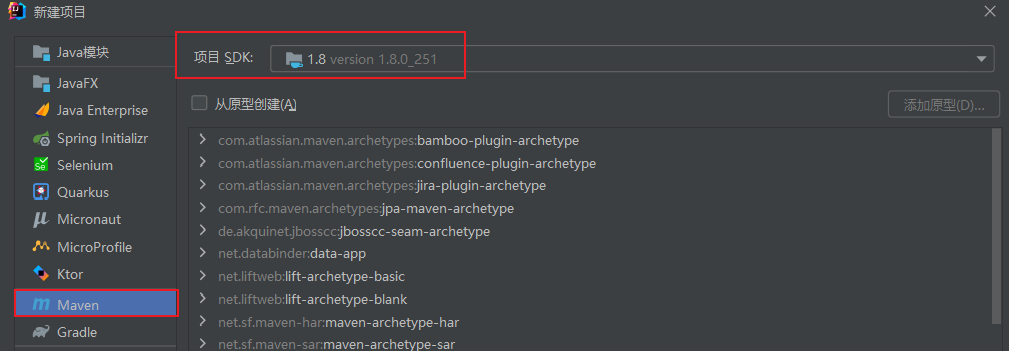 新建项目
Java模块
JavaFX
Java Enterprise
Spring Initializr
Selenium
Quarkus
Micronaut
MicroProfile
Ktor
Maven
Gradle
项目 SDK: 1.8 version 1.8.0_251
从原型创建(A)
添加原型(D)...
com.atlassian.maven.archetypes:bamboo-plugin-archetype
com.atlassian.maven.archetypes:confluence-plugin-archetype
com.atlassian.maven.archetypes:jira-plugin-archetype
com.rfc.maven.archetypes:jpa-maven-archetype
de.akquinet.jbosscc:jbosscc-seam-archetype
net.databinder:data-app
net.liftweb:lift-archetype-basic
net.liftweb:lift-archetype-blank
net.sf.maven-har:maven-archetype-har
net.sf.maven-sar:maven-archetype-sar